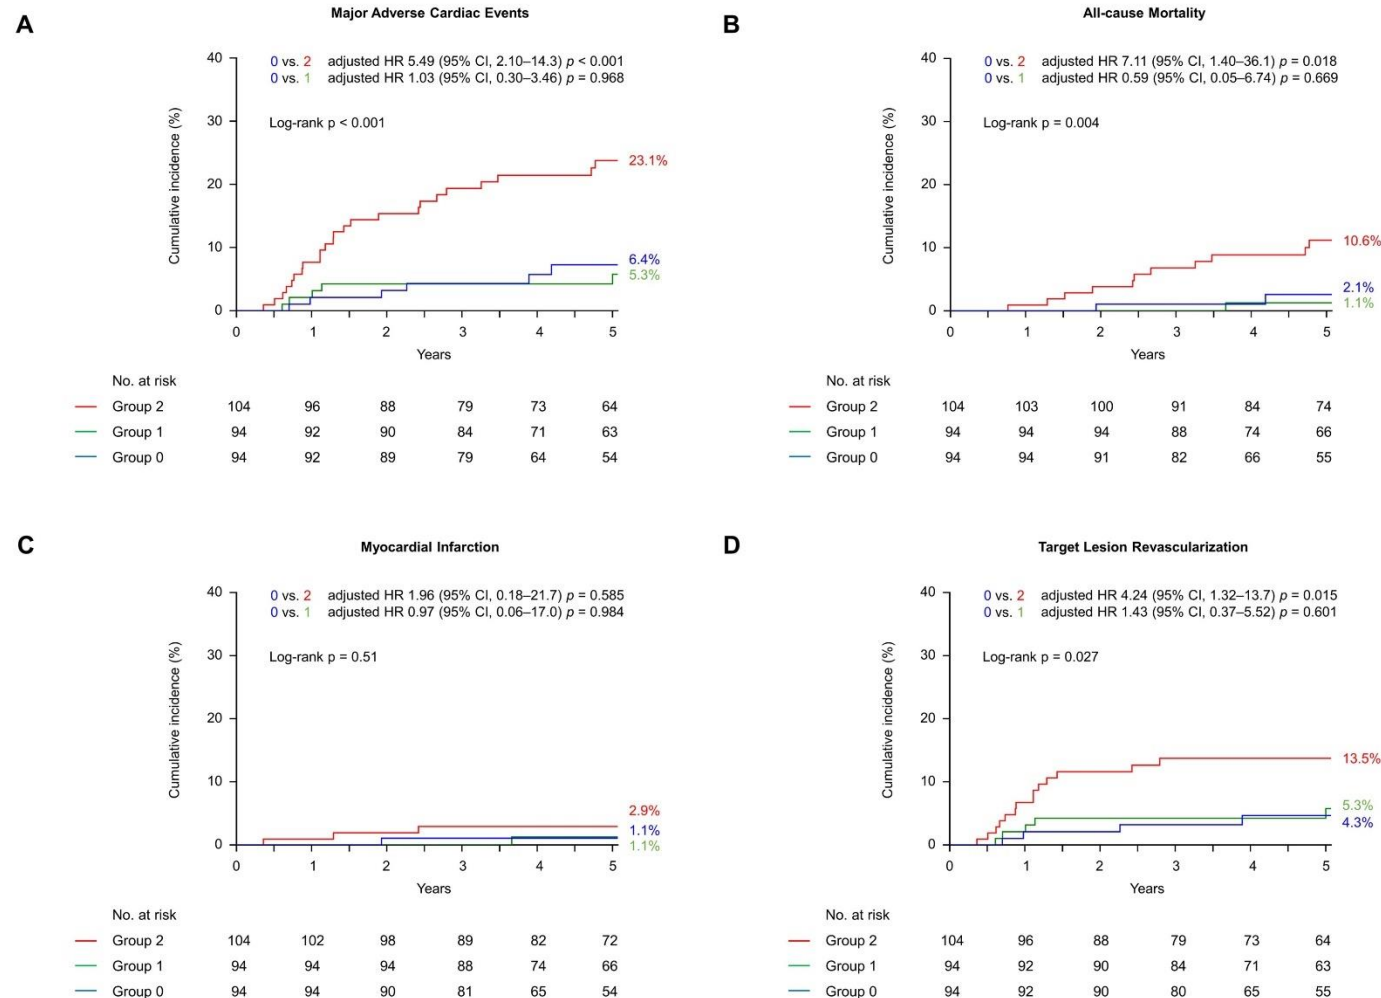 A
Major Adverse Cardiac Events
0 vs. 2 adjusted HR 5.49 (95% CI, 2.10–14.3) p < 0.001
0 vs. 1 adjusted HR 1.03 (95% CI, 0.30–3.46) p = 0.968
Log-rank p < 0.001
Cumulative incidence (%)
40
30
20
10
0
23.1%
6.4%
5.3%
0 1 2 3 4 5
Years
No. at risk
Group 2 104 96 88 79 73 64
Group 1 94 92 90 84 71 63
Group 0 94 92 89 79 64 54
B
All-cause Mortality
0 vs. 2 adjusted HR 7.11 (95% CI, 1.40–36.1) p = 0.018
0 vs. 1 adjusted HR 0.59 (95% CI, 0.05–6.74) p = 0.669
Log-rank p = 0.004
Cumulative incidence (%)
40
30
20
10
0
10.6%
2.1%
1.1%
0 1 2 3 4 5
Years
No. at risk
Group 2 104 103 100 91 84 74
Group 1 94 94 94 88 74 66
Group 0 94 94 91 82 66 55
C
Myocardial Infarction
0 vs. 2 adjusted HR 1.96 (95% CI, 0.18–21.7) p = 0.585
0 vs. 1 adjusted HR 0.97 (95% CI, 0.06–17.0) p = 0.984
Log-rank p = 0.51
Cumulative incidence (%)
40
30
20
10
0
2.9%
1.1%
1.1%
0 1 2 3 4 5
Years
No. at risk
Group 2 104 102 98 89 82 72
Group 1 94 94 94 88 74 66
Group 0 94 94 90 81 65 54
D
Target Lesion Revascularization
0 vs. 2 adjusted HR 4.24 (95% CI, 1.32–13.7) p = 0.015
0 vs. 1 adjusted HR 1.43 (95% CI, 0.37–5.52) p = 0.601
Log-rank p = 0.027
Cumulative incidence (%)
40
30
20
10
0
13.5%
5.3%
4.3%
0 1 2 3 4 5
Years
No. at risk
Group 2 104 96 88 79 73 64
Group 1 94 92 90 84 71 63
Group 0 94 92 90 80 65 55